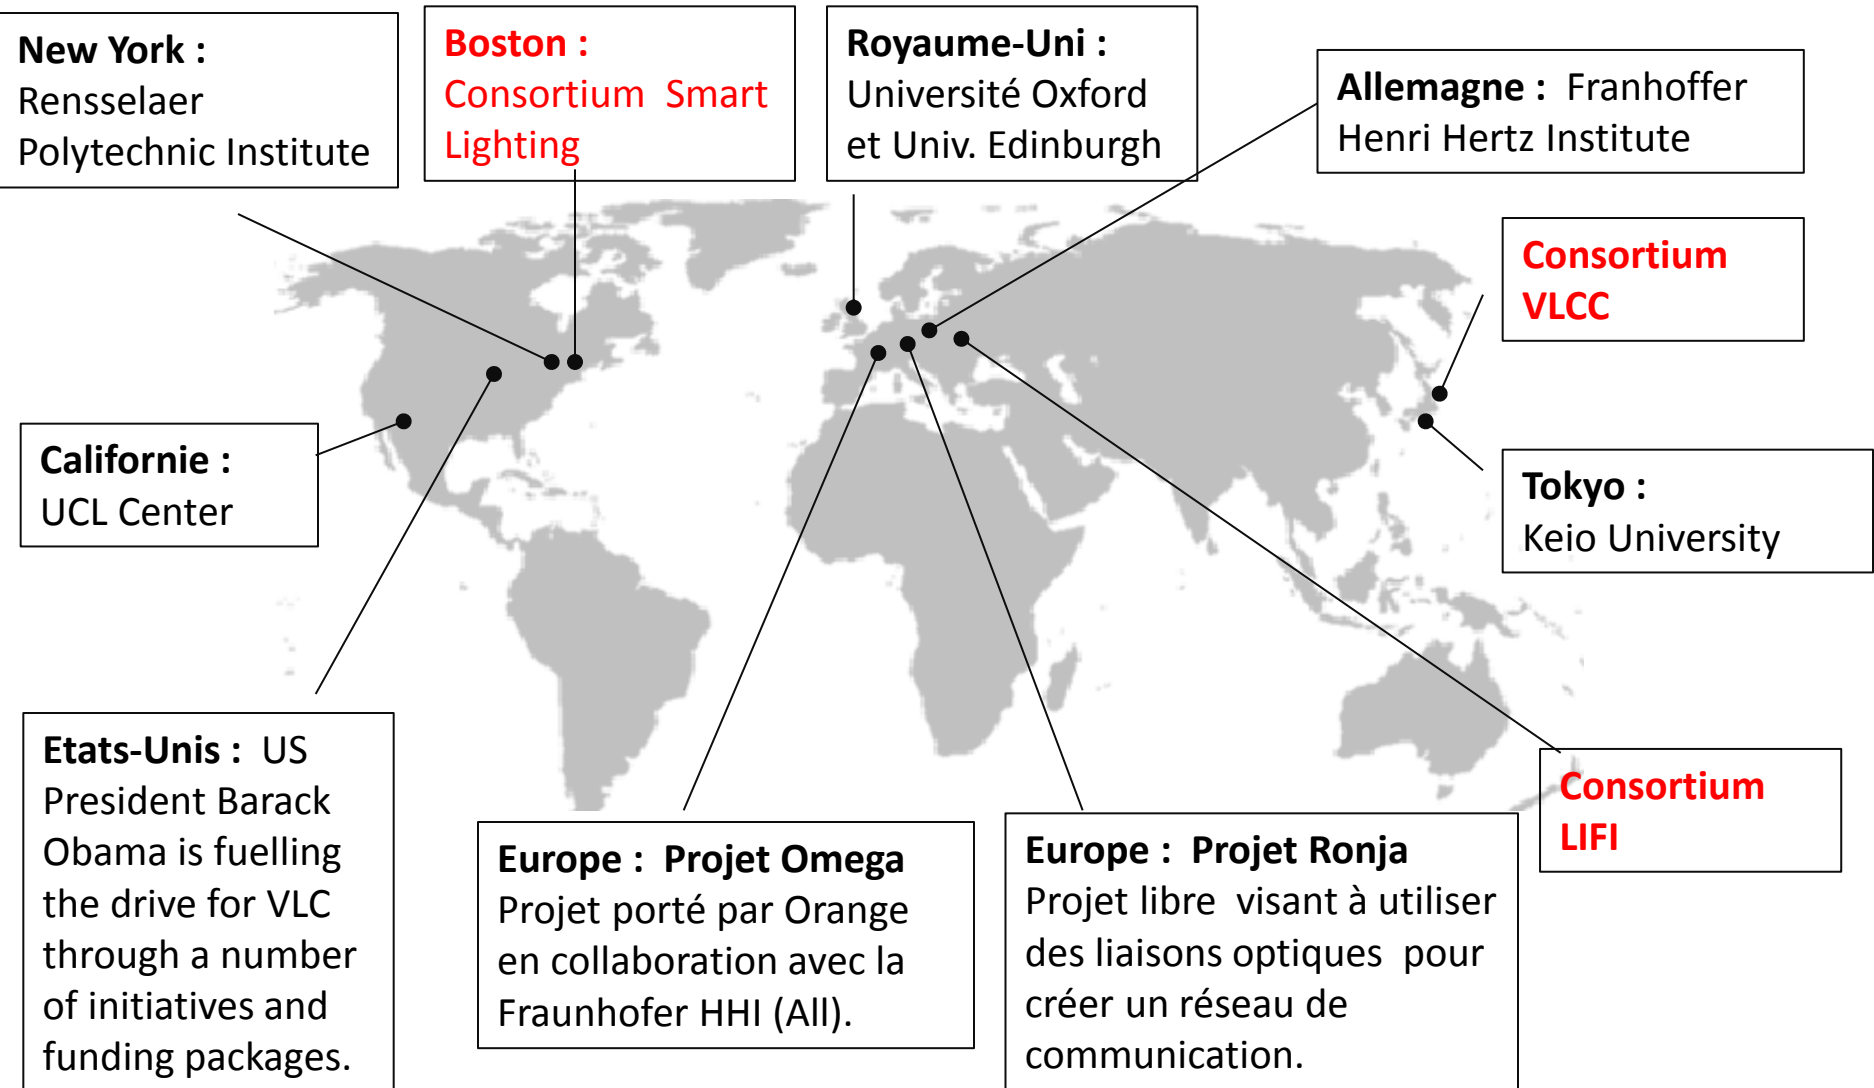 New York :
Rensselaer
Polytechnic Institute
Boston :
Consortium Smart
Lighting
Royaume-Uni :
Université Oxford
et Univ. Edinburgh
Allemagne : Franhoffer
Henri Hertz Institute
Consortium
VLCC
Californie :
UCL Center
Tokyo :
Keio University
Etats-Unis : US
President Barack
Obama is fuelling
the drive for VLC
through a number
of initiatives and
funding packages.
Europe : Projet Omega
Projet porté par Orange
en collaboration avec la
Fraunhofer HHI (All).
Europe : Projet Ronja
Projet libre visant à utiliser
des liaisons optiques pour
créer un réseau de
communication.
Consortium
LIFI